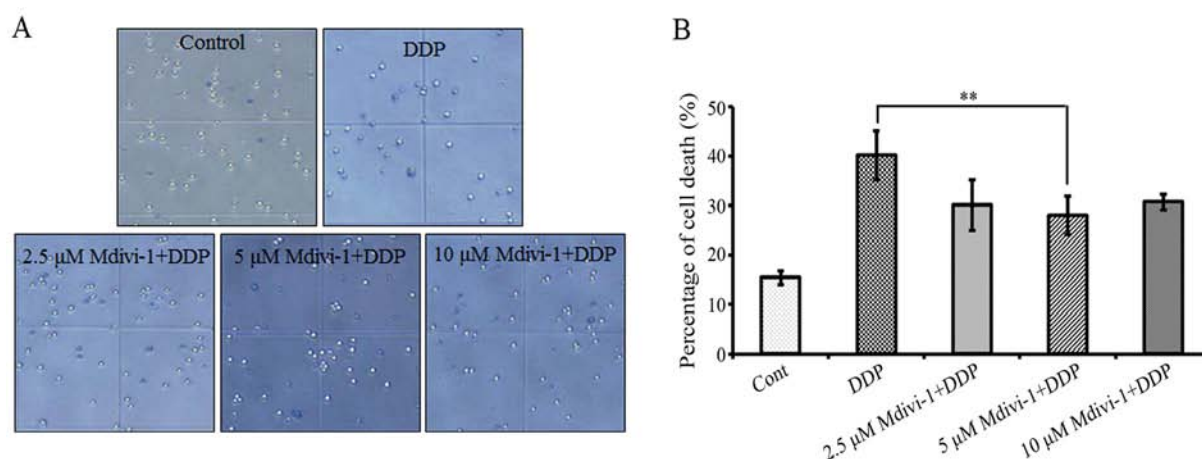 A
Control
DDP
2.5 μM Mdivi-1+DDP
5 μM Mdivi-1+DDP
10 μM Mdivi-1+DDP
B
Percentage of cell death (%)
50
40
30
20
10
0
**
Cont
DDP
2.5 μM Mdivi-1+DDP
5 μM Mdivi-1+DDP
10 μM Mdivi-1+DDP